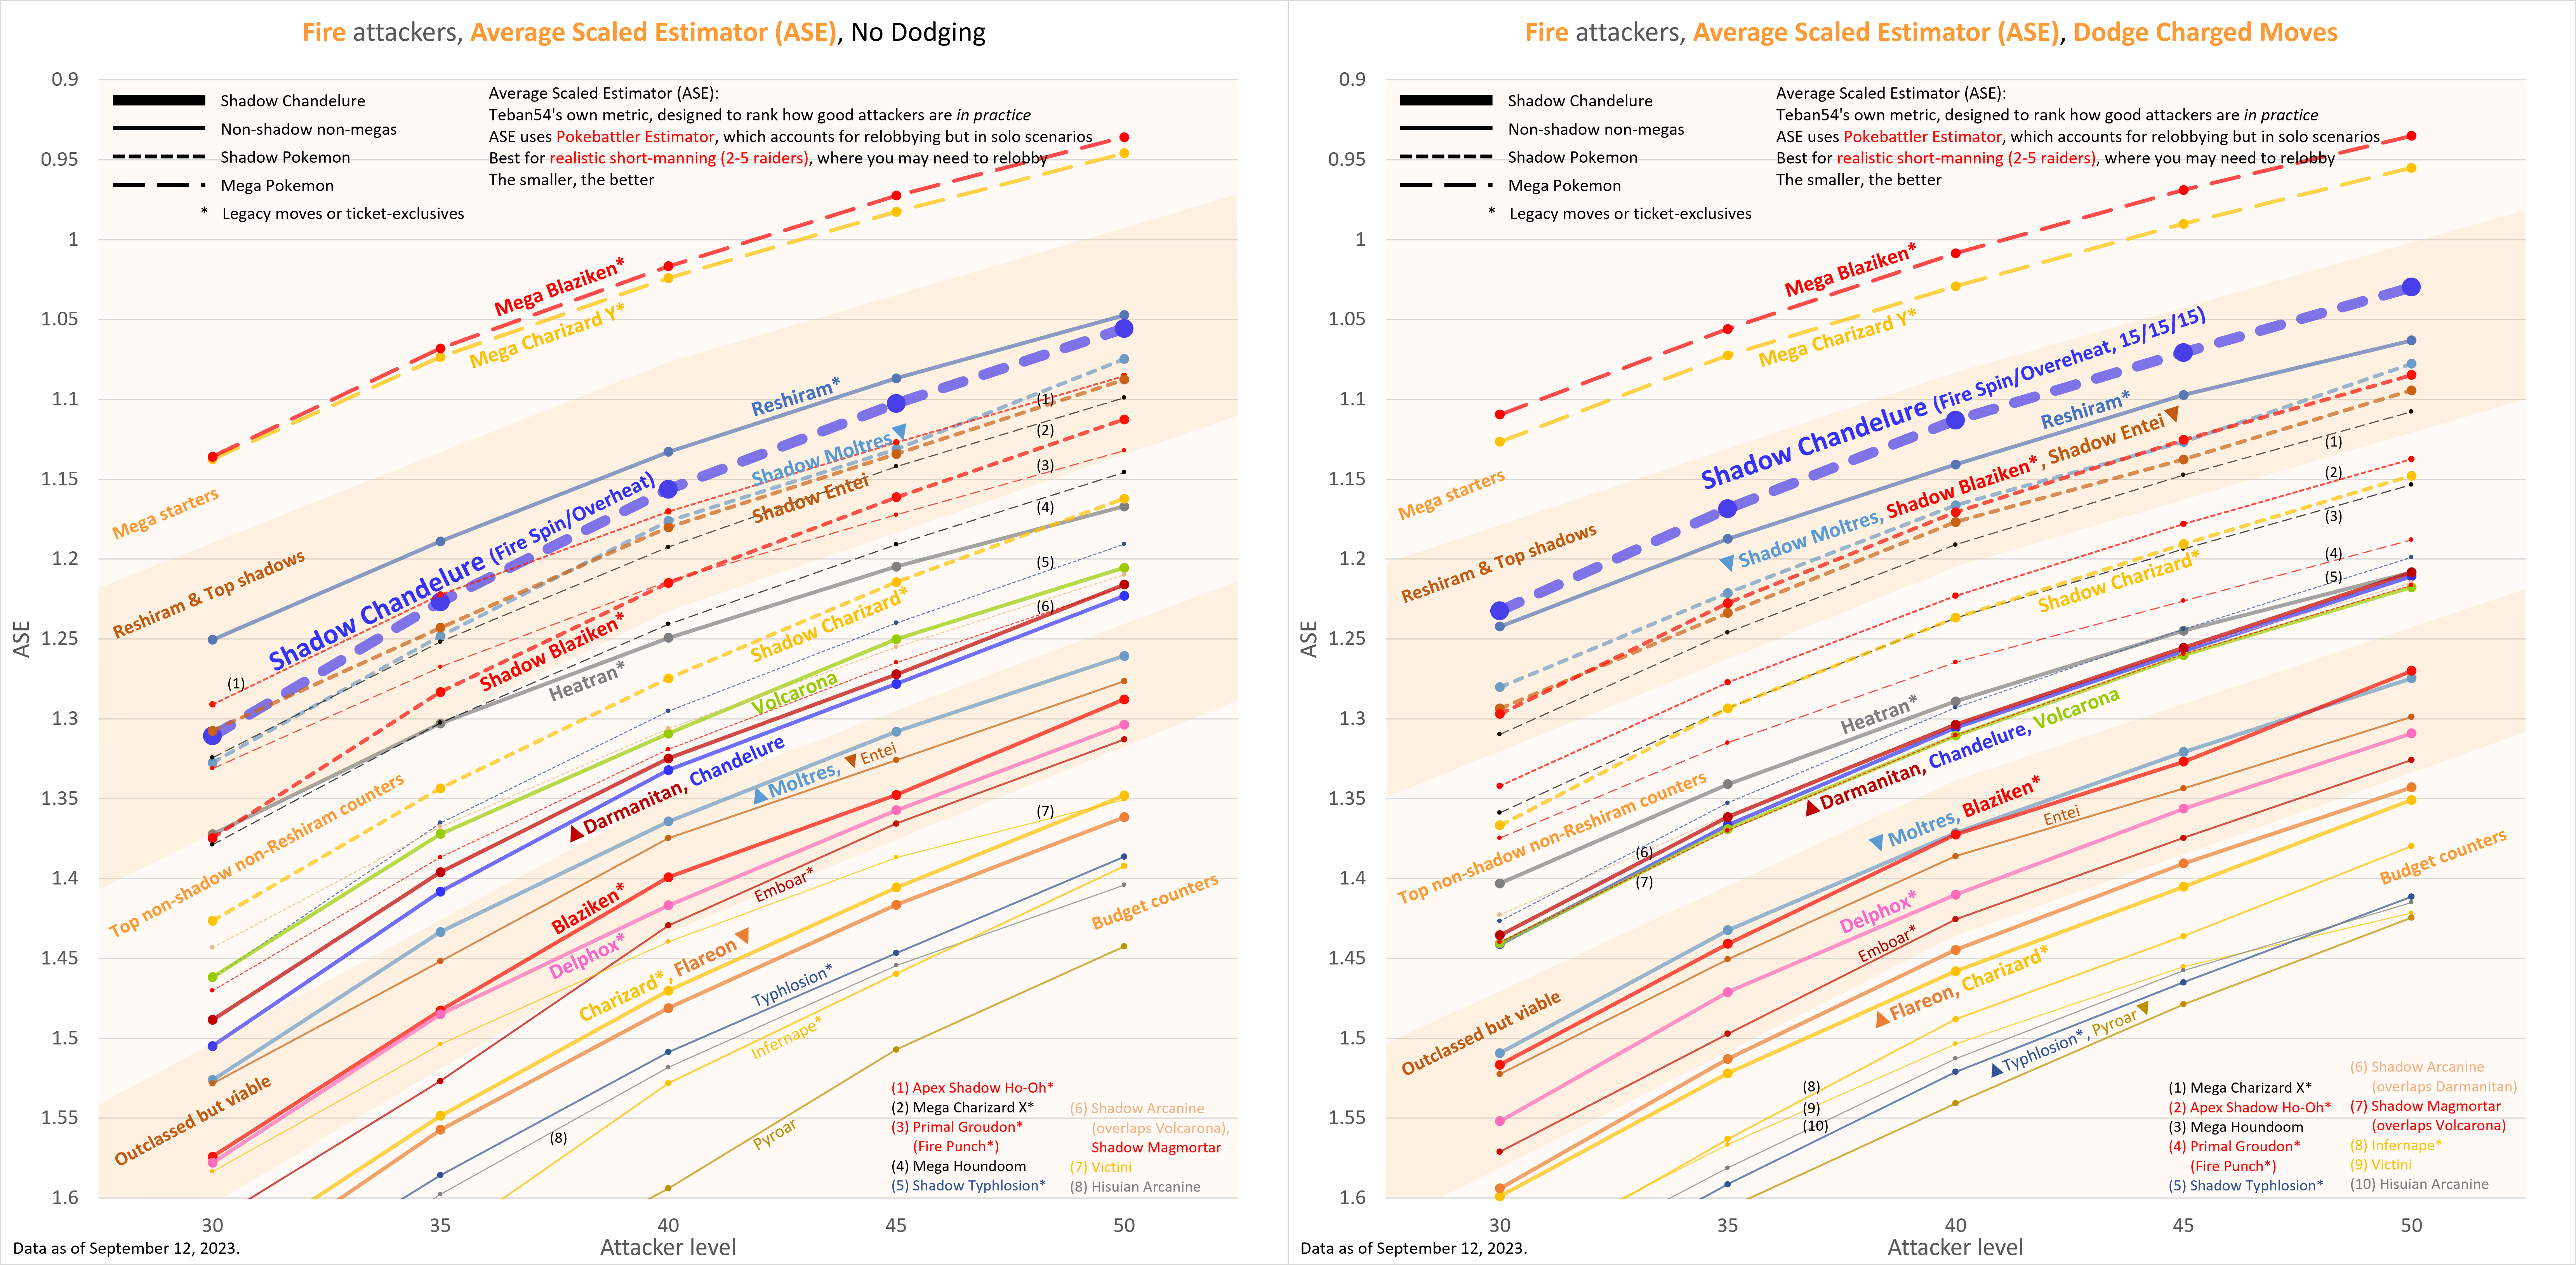 Fire attackers, Average Scaled Estimator (ASE), No Dodging
0.9
0.95
1
1.05
1.1
1.15
1.2
1.25
1.3
1.35
1.4
1.45
1.5
1.55
1.6
ASE
Shadow Chandelure
Non-shadow non-megas
Shadow Pokemon
Mega Pokemon
* Legacy moves or ticket-exclusives
Average Scaled Estimator (ASE):
Teban54's own metric, designed to rank how good attackers are in practice
ASE uses Pokebattler Estimator, which accounts for relobbying but in solo scenarios
Best for realistic short-manning (2-5 raiders), where you may need to relobby
The smaller, the better
Mega Blaziken*
Mega Charizard Y*
Reshiram*
(1)
(2)
Shadow Moltres
(3)
Mega starters
Shadow Entei
(4)
Shadow Chandelure (Fire Spin/Overheat)
Reshiram & Top shadows
(5)
(6)
Shadow Blaziken*
Shadow Charizard*
Heatran*
(1)
Volcarona
▲Darmanitan, Chandelure
▲Moltres, ▼Entei
(7)
Top non-shadow non-Reshiram counters
Blaziken*
Emboar*
Delphox*
Budget counters
Charizard*, Flareon▼
Typhlosion*
Infernape*
Outclassed but viable
(8)
Pyroar
(1) Apex Shadow Ho-Oh*
(2) Mega Charizard X*
(3) Primal Groudon*
(Fire Punch*)
(4) Mega Houndoom
(5) Shadow Typhlosion*
(6) Shadow Arcanine
(overlaps Volcarona),
Shadow Magmortar
(7) Victini
(8) Hisuian Arcanine
30
35
40
45
50
Attacker level
Data as of September 12, 2023.
Fire attackers, Average Scaled Estimator (ASE), Dodge Charged Moves
0.9
0.95
1
1.05
1.1
1.15
1.2
1.25
1.3
1.35
1.4
1.45
1.5
1.55
1.6
ASE
Shadow Chandelure
Non-shadow non-megas
Shadow Pokemon
Mega Pokemon
* Legacy moves or ticket-exclusives
Average Scaled Estimator (ASE):
Teban54's own metric, designed to rank how good attackers are in practice
ASE uses Pokebattler Estimator, which accounts for relobbying but in solo scenarios
Best for realistic short-manning (2-5 raiders), where you may need to relobby
The smaller, the better
Mega Blaziken*
Mega Charizard Y*
Shadow Chandelure (Fire Spin/Overeheat, 15/15/15)
Reshiram*
Mega starters
(1)
(2)
(3)
▼Shadow Moltres, Shadow Blaziken*, Shadow Entei▼
Reshiram & Top shadows
(4)
(5)
Shadow Charizard*
Heatran*
▲Darmanitan, Chandelure, Volcarona
Top non-shadow non-Reshiram counters
(6)
(7)
▼Moltres, Blaziken*
Entei
Budget counters
Delphox*
Emboar*
▲Flareon, Charizard*
Outclassed but viable
▲Typhlosion*, Pyroar▼
(8)
(9)
(10)
(1) Mega Charizard X*
(2) Apex Shadow Ho-Oh*
(3) Mega Houndoom
(4) Primal Groudon*
(Fire Punch*)
(5) Shadow Typhlosion*
(6) Shadow Arcanine
(overlaps Darmanitan)
(7) Shadow Magmortar
(overlaps Volcarona)
(8) Infernape*
(9) Victini
(10) Hisuian Arcanine
30
35
40
45
50
Attacker level
Data as of September 12, 2023.